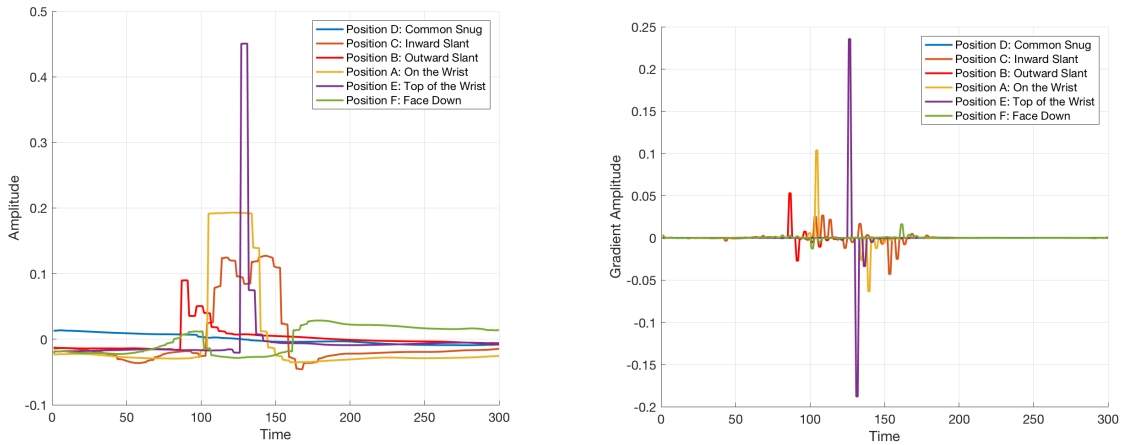 0.5
0.4
0.3
0.2
0.1
0
-0.1
Amplitude
0 50 100 150 200 250 300
Time
Position D: Common Snug
Position C: Inward Slant
Position B: Outward Slant
Position A: On the Wrist
Position E: Top of the Wrist
Position F: Face Down
0.25
0.2
0.15
0.1
0.05
0
-0.05
-0.1
-0.15
-0.2
Gradient Amplitude
0 50 100 150 200 250 300
Time
Position D: Common Snug
Position C: Inward Slant
Position B: Outward Slant
Position A: On the Wrist
Position E: Top of the Wrist
Position F: Face Down